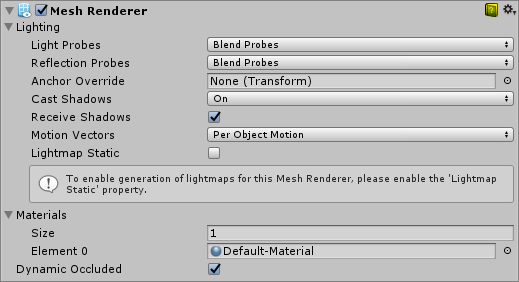 Mesh Renderer
Lighting
Light Probes Blend Probes
Reflection Probes Blend Probes
Anchor Override None (Transform)
Cast Shadows On
Receive Shadows
Motion Vectors Per Object Motion
Lightmap Static
To enable generation of lightmaps for this Mesh Renderer, please enable the 'Lightmap
Static' property.
Materials
Size 1
Element 0 Default-Material
Dynamic Occluded